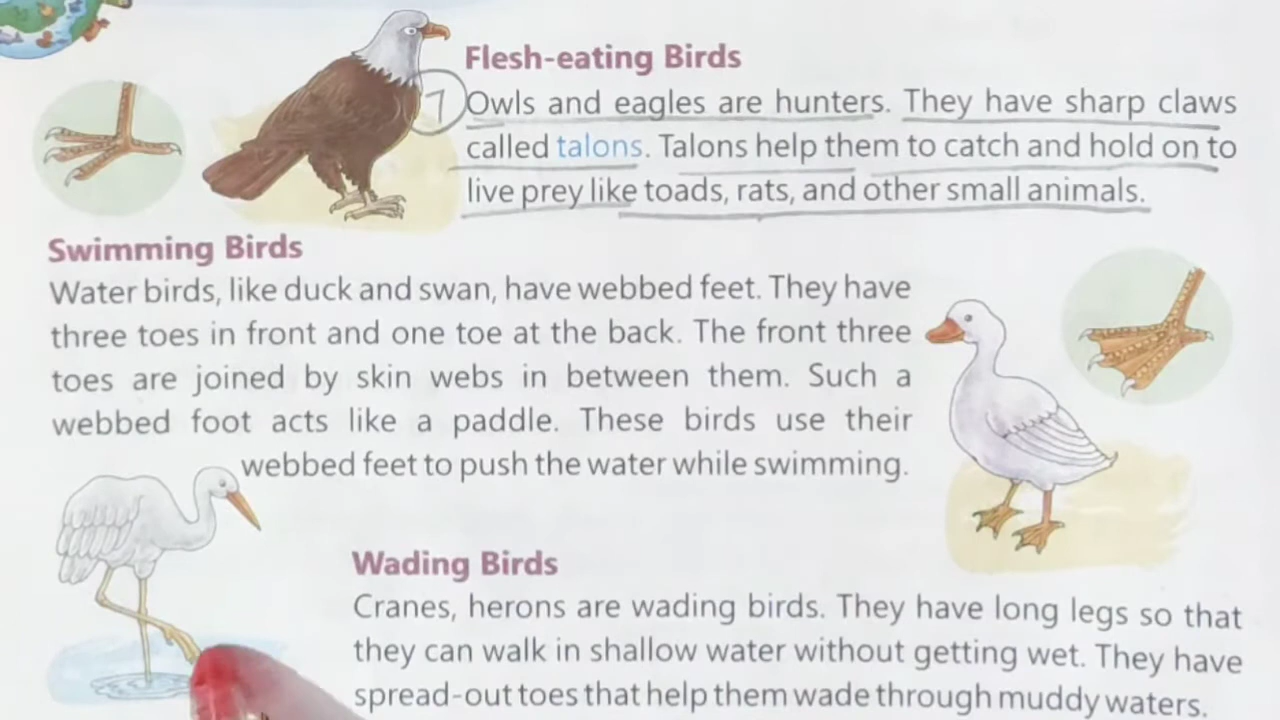 Flesh-eating Birds
7 Owls and eagles are hunters. They have sharp claws
called talons. Talons help them to catch and hold on to
live prey like toads, rats, and other small animals.
Swimming Birds
Water birds, like duck and swan, have webbed feet. They have
three toes in front and one toe at the back. The front three
toes are joined by skin webs in between them. Such a
webbed foot acts like a paddle. These birds use their
webbed feet to push the water while swimming.
Wading Birds
Cranes, herons are wading birds. They have long legs so that
they can walk in shallow water without getting wet. They have
spread-out toes that help them wade through muddy waters.